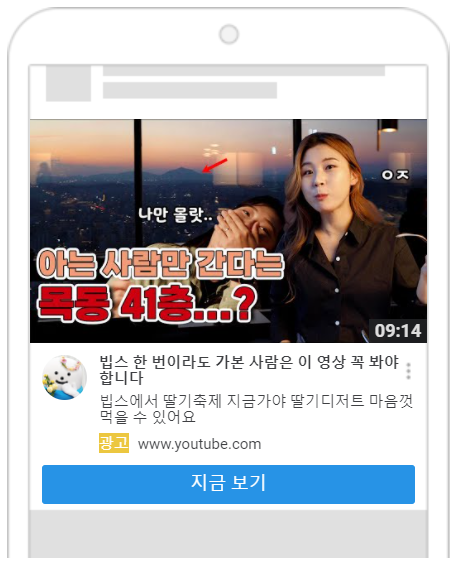 ㅇㅈ
나만 몰랏..
아는 사람만 간다는
목동 41층...?
09:14
빕스 한 번이라도 가본 사람은 이 영상 꼭 봐야
합니다
빕스에서 딸기축제 지금가야 딸기디저트 마음껏
먹을 수 있어요
광고 www.youtube.com
지금 보기